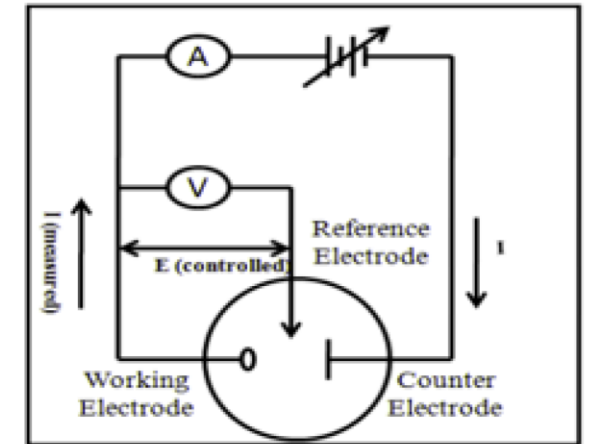 A
V
Reference
Electrode
E (controlled)
I (measured)
I
Working
Electrode
Counter
Electrode